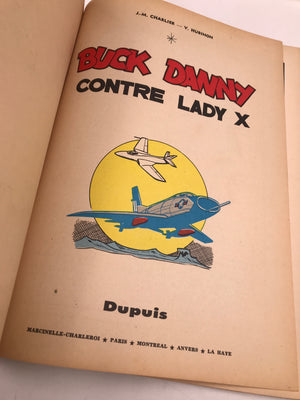 J.-M. CHARLIER — V. HUBINON
BUCK DANNY
CONTRE LADY X
Dupuis
MARCINELLE-CHARLEROI ★ PARIS ★ MONTREAL ★ ANVERS ★ LA HAYE